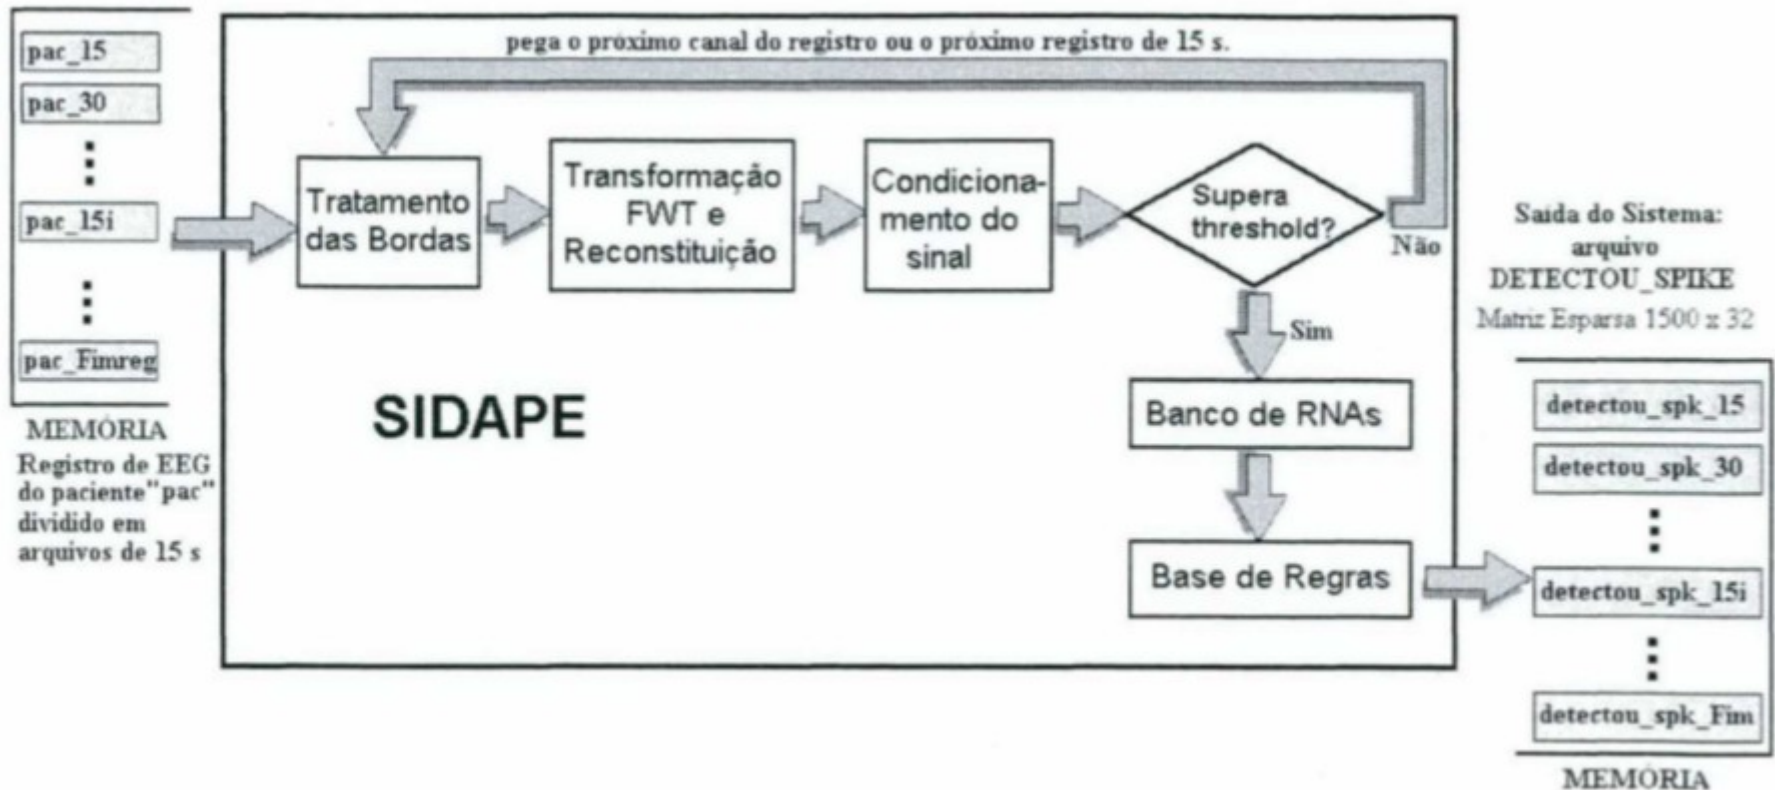 pac_15
pac_30
pac_15i
pac_Fimreg
MEMÓRIA
Registro de EEG
do paciente"pac"
dividido em
arquivos de 15 s
pega o próximo canal do registro ou o próximo registro de 15 s.
Tratamento
das Bordas
Transformação
FWT e
Reconstituição
Condiciona-
mento do
sinal
Supera
threshold?
Não
Sim
Banco de RNAs
Base de Regras
SIDAPE
Saída do Sistema:
arquivo
DETECTOU_SPIKE
Matriz Esparsa 1500 x 32
detectou_spk_15
detectou_spk_30
detectou_spk_15i
detectou_spk_Fim
MEMÓRIA